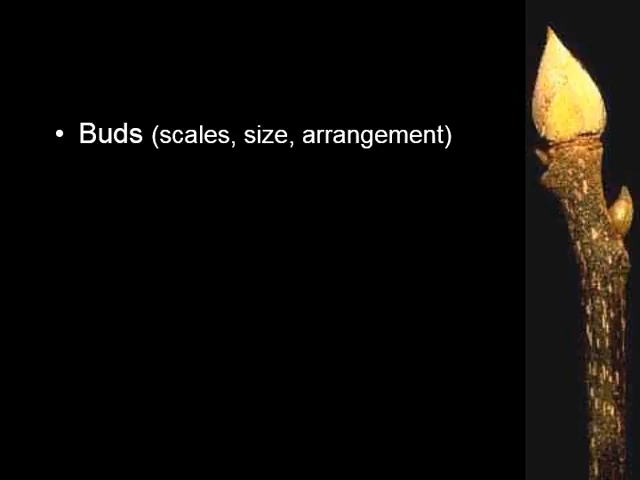 • Buds (scales, size, arrangement)